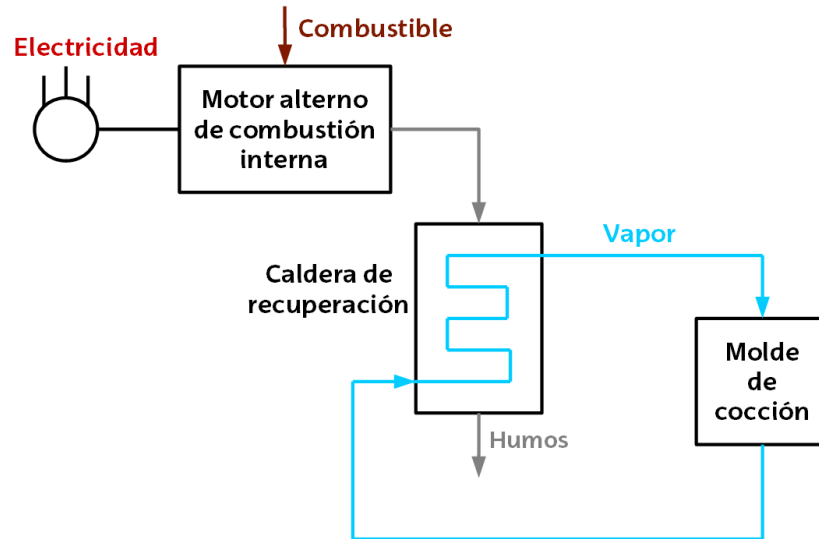 Combustible
Electricidad
Motor alterno
de combustión
interna
Vapor
Caldera de
recuperación
Molde
de
cocción
Humos